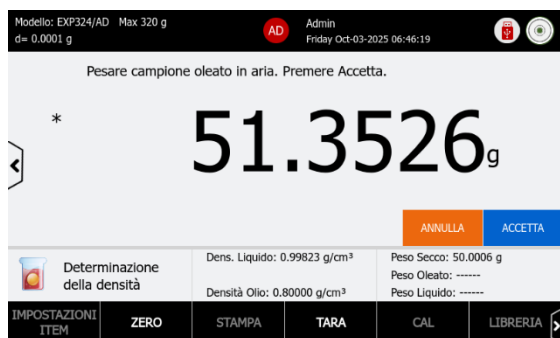 Modello: EXP324/AD Max 320 g
d= 0.0001 g
AD
Admin
Friday Oct-03-2025 06:46:19
Pesare campione oleato in aria. Premere Accetta.
*
51.3526 g
ANNULLA
ACCETTA
Determinazione
della densità
Dens. Liquido: 0.99823 g/cm³
Densità Olio: 0.80000 g/cm³
Peso Secco: 50.0006 g
Peso Oleato: ------
Peso Liquido: ------
IMPOSTAZIONI
ITEM
ZERO
STAMPA
TARA
CAL
LIBRERIA